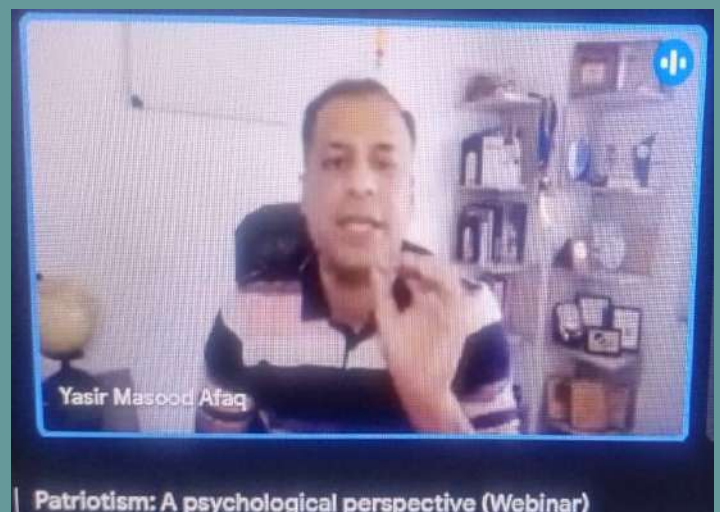 Yasir Masood Afaq
Patriotism: A psychological perspective (Webinar)